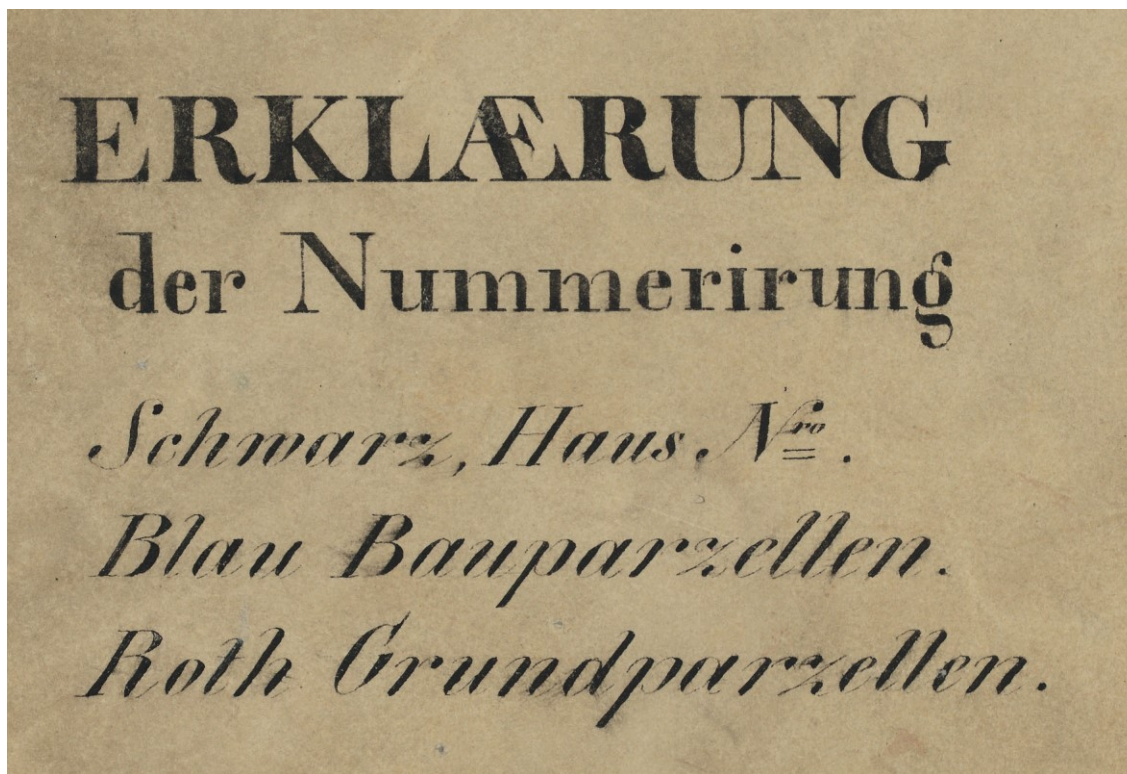 ERKLÆRUNG
der Nummerirung
Schwarz, Haus Nro.
Blau Bauparzellen.
Roth Grundparzellen.